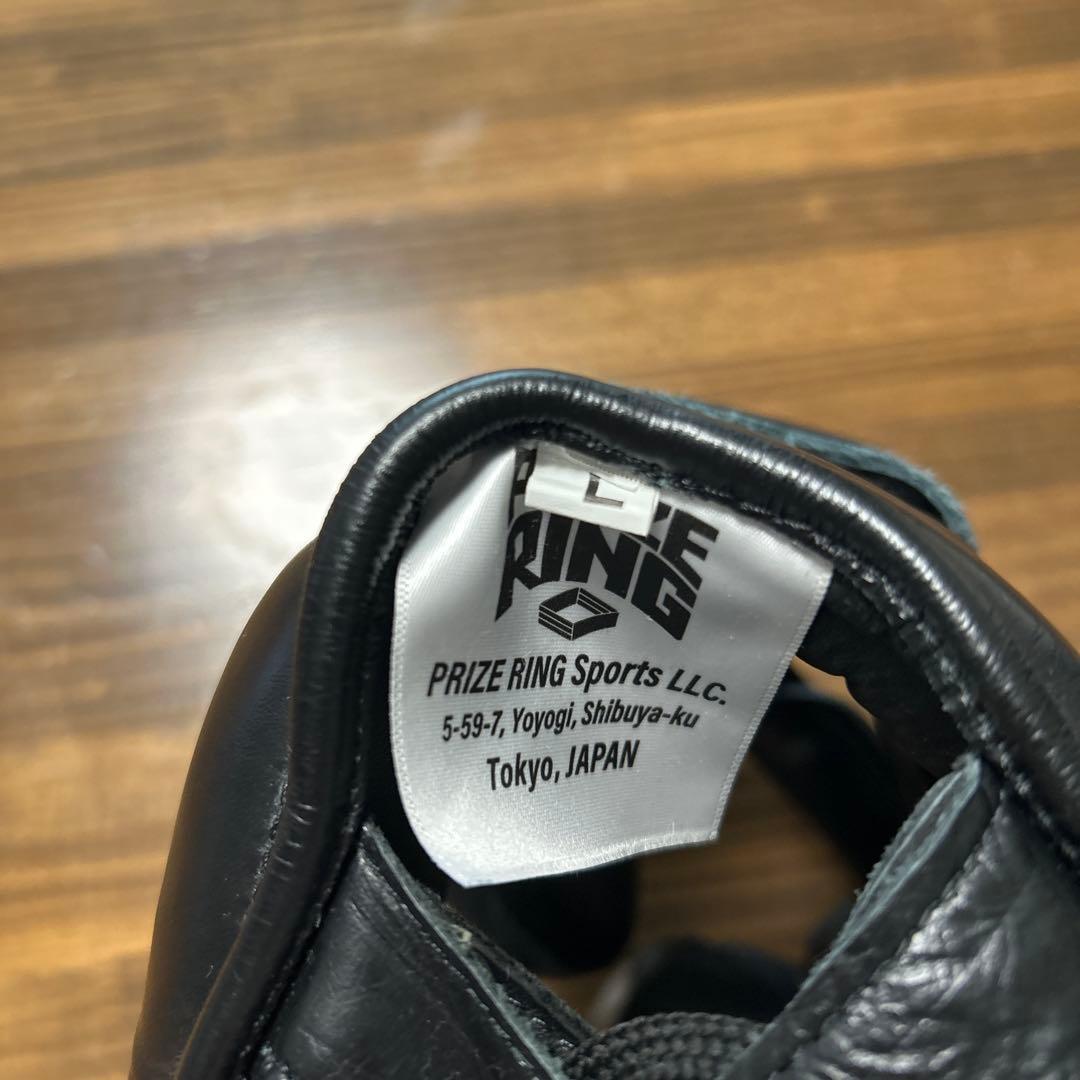 L
RING
PRIZE RING Sports LLC.
5-59-7, Yoyogi, Shibuya-ku
Tokyo, JAPAN